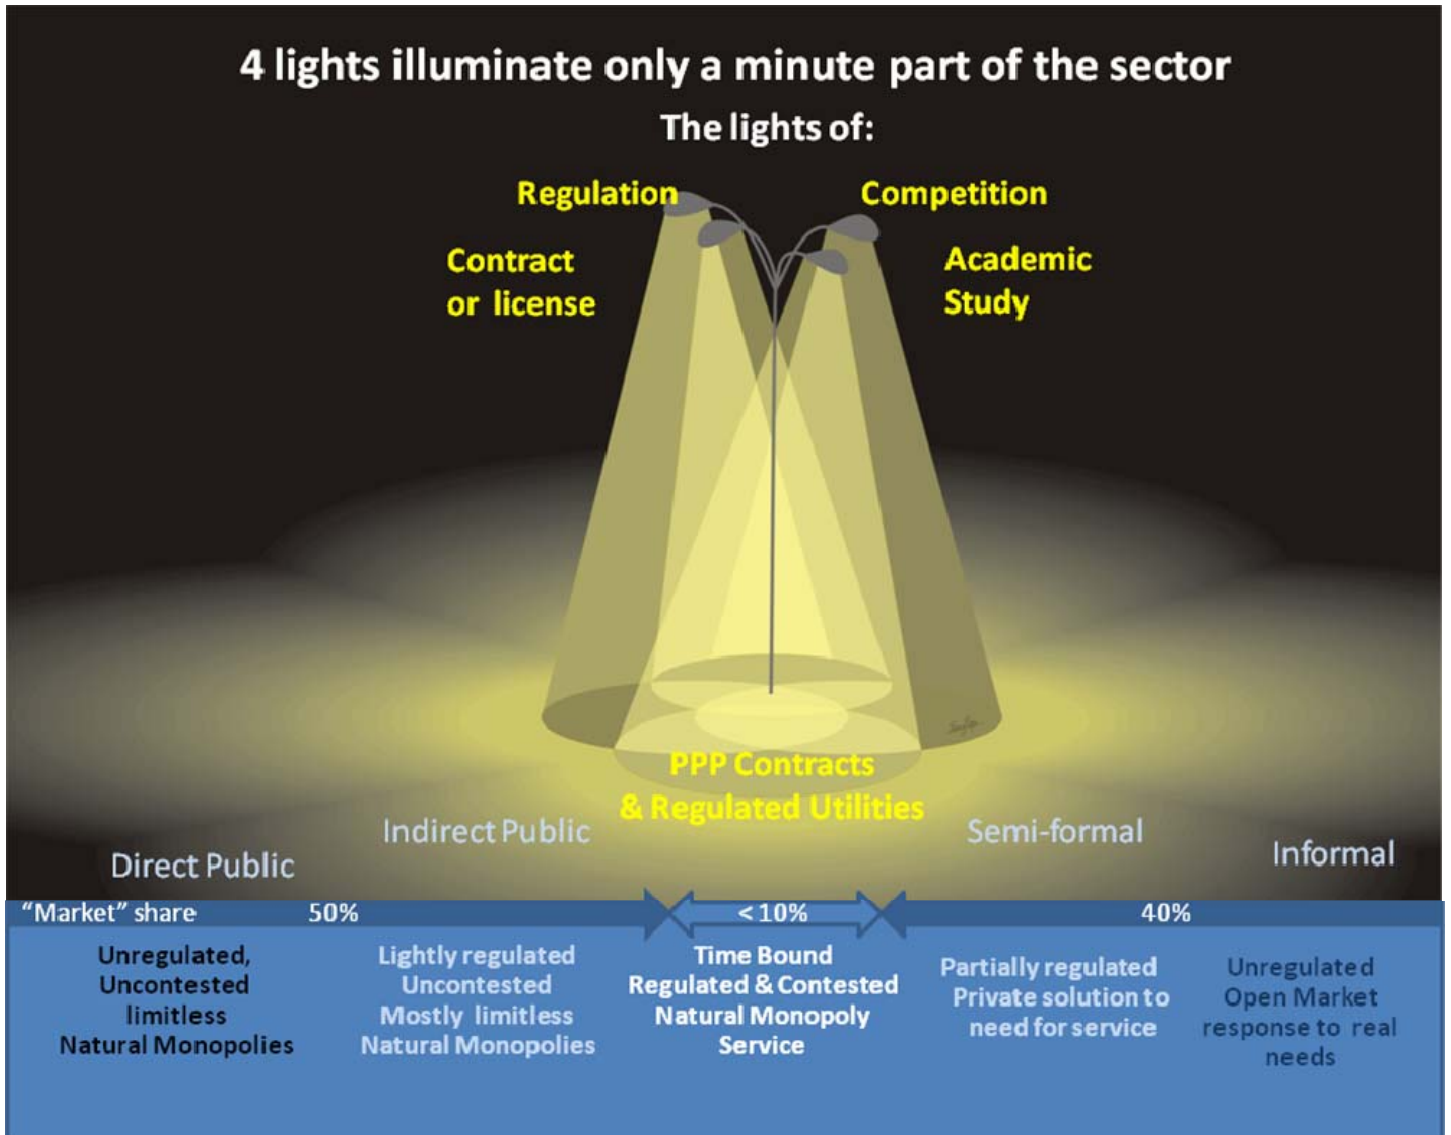 4 lights illuminate only a minute part of the sector
The lights of:
Regulation
Competition
Contract
or license
Academic
Study
PPP Contracts
& Regulated Utilities
Indirect Public
Semi-formal
Direct Public
Informal
“Market” share 50% < 10% 40%
Unregulated,
Uncontested
limitless
Natural Monopolies
Lightly regulated
Uncontested
Mostly limitless
Natural Monopolies
Time Bound
Regulated & Contested
Natural Monopoly
Service
Partially regulated
Private solution to
need for service
Unregulated
Open Market
response to real
needs